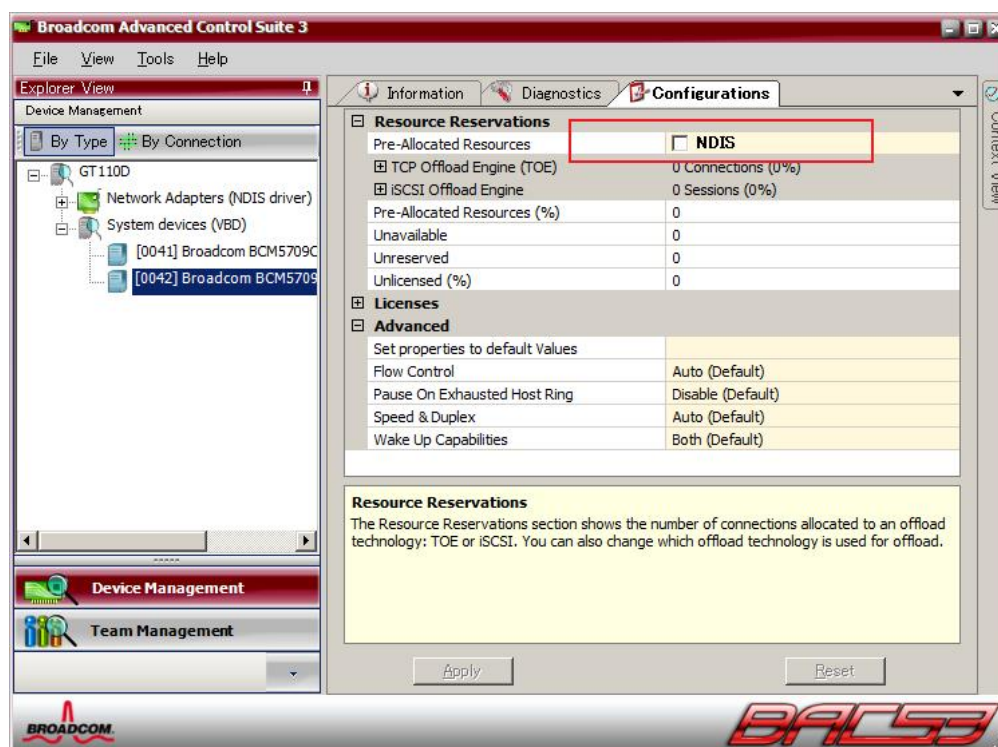 Broadcom Advanced Control Suite 3
File View Tools Help
Explorer View
Device Management
By Type By Connection
GT110D
Network Adapters (NDIS driver)
System devices (VBD)
[0041] Broadcom BCM5709C
[0042] Broadcom BCM5709
Information Diagnostics Configurations
Resource Reservations
Pre-Allocated Resources NDIS
TCP Offload Engine (TOE) 0 Connections (0%)
iSCSI Offload Engine 0 Sessions (0%)
Pre-Allocated Resources (%) 0
Unavailable 0
Unreserved 0
Unlicensed (%) 0
Licenses
Advanced
Set properties to default Values
Flow Control Auto (Default)
Pause On Exhausted Host Ring Disable (Default)
Speed & Duplex Auto (Default)
Wake Up Capabilities Both (Default)
Resource Reservations
The Resource Reservations section shows the number of connections allocated to an offload
technology: TOE or iSCSI. You can also change which offload technology is used for offload.
Context View
Device Management
Team Management
Apply Reset
BROADCOM.
BACS3